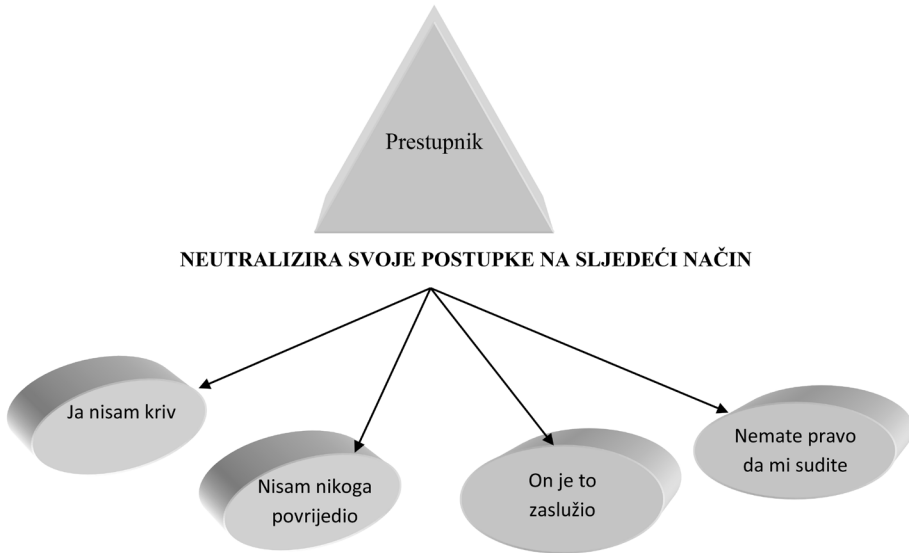 Prestupnik
NEUTRALIZIRA SVOJE POSTUPKE NA SLJEDEĆI NAČIN
Ja nisam kriv
Nisam nikoga
povrijedio
On je to
zaslužio
Nemate pravo
da mi sudite